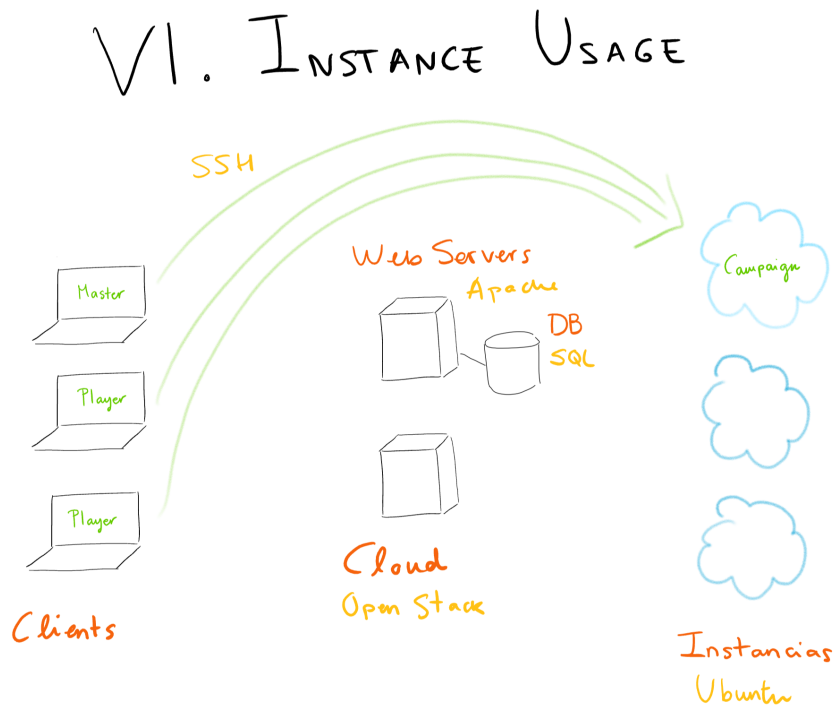 VI. INSTANCE USAGE
SSH
Web Servers
Apache
DB
SQL
Master
Player
Player
Campaign
Clients
Cloud
Open Stack
Instancias
Ubuntu